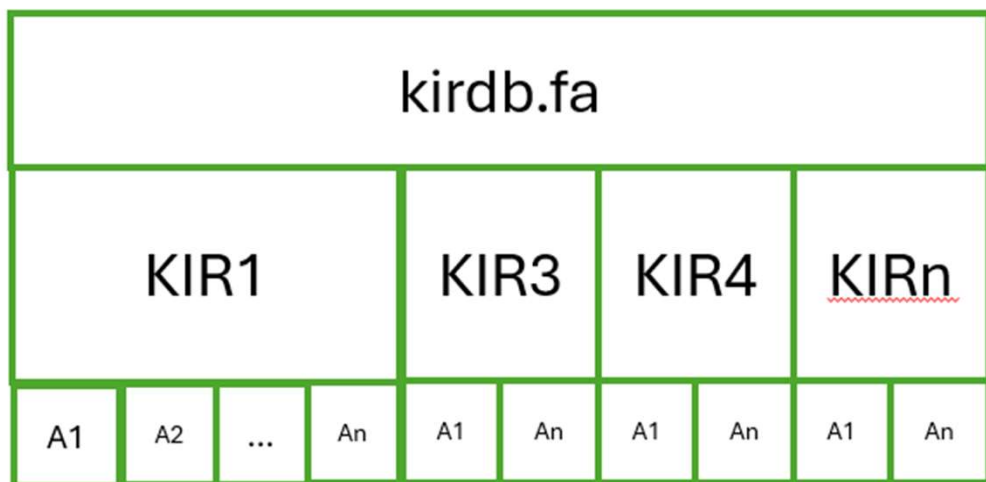 kirdb.fa
KIR1 KIR3 KIR4 KIRn
A1 A2 ... An A1 An A1 An A1 An